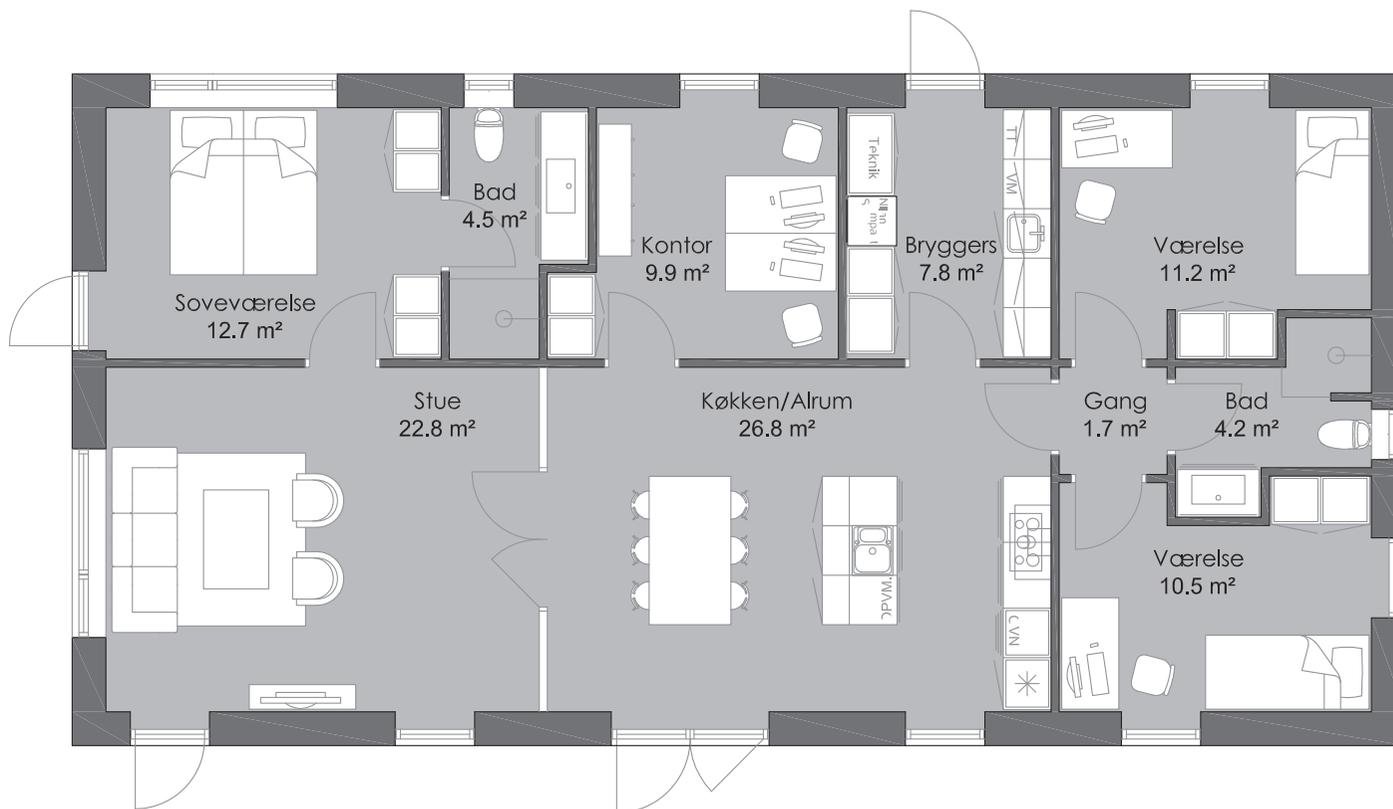 Bad
4.5 m²
Soveværelse
12.7 m²
Kontor
9.9 m²
Teknik
TT
VM
Bryggers
7.8 m²
Værelse
11.2 m²
Stue
22.8 m²
Køkken/Alrum
26.8 m²
Gang
1.7 m²
Bad
4.2 m²
Værelse
10.5 m²